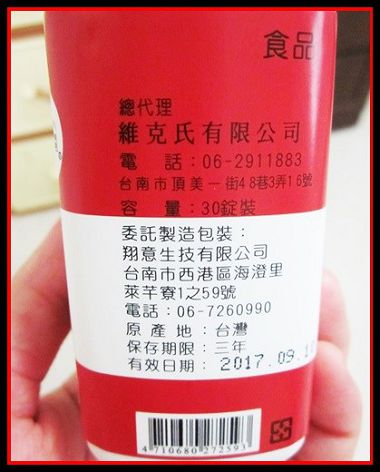 食品
總代理
維克氏有限公司
電 話:06-2911883
台南市頂美一街48巷3弄16號
容 量:30錠裝
委託製造包裝:
翔意生技有限公司
台南市西港區海澄里
萊芊寮1之59號
電話:06-7260990
原產地:台灣
保存期限:三年
有效日期: 2017.09.1
4 710680 272593